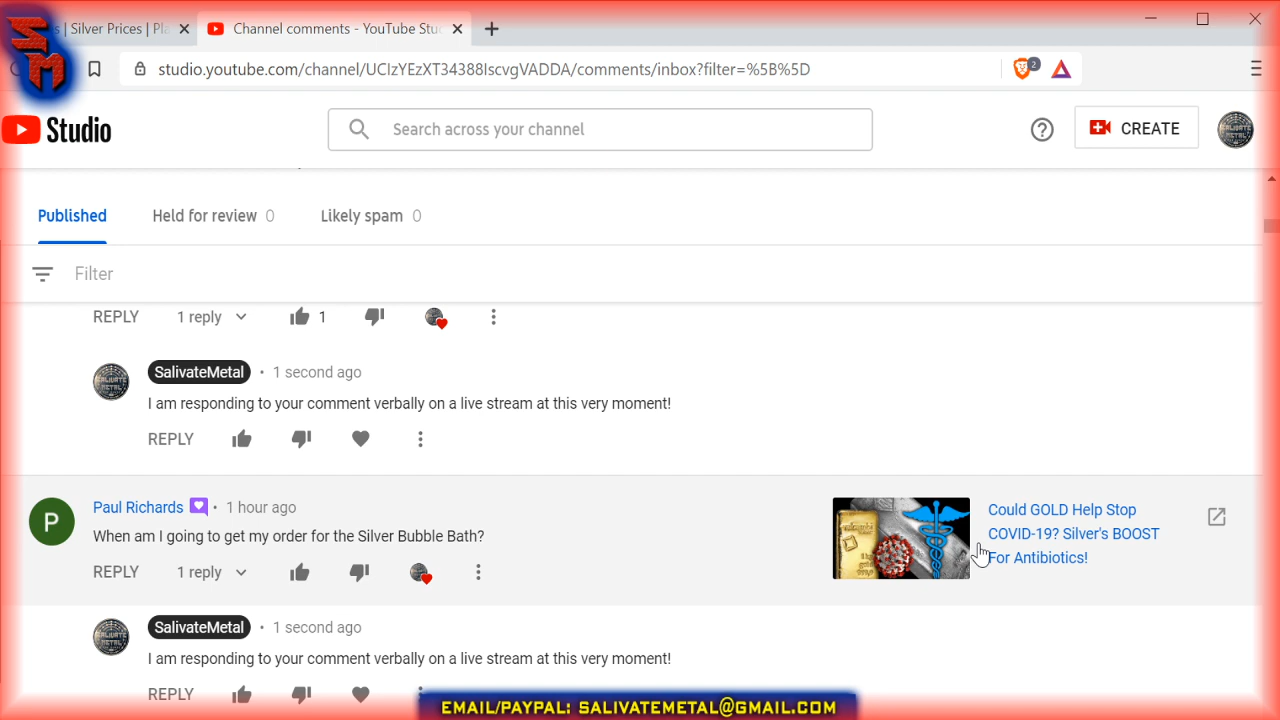 s | Silver Prices | Pla
Channel comments - YouTube Stu
SM
studio.youtube.com/channel/UCIzYEzXT34388IscvgVADDA/comments/inbox?filter=%5B%5D
2
Studio
Search across your channel
CREATE
Published
Held for review 0
Likely spam 0
Filter
REPLY 1 reply 1
SalivateMetal • 1 second ago
I am responding to your comment verbally on a live stream at this very moment!
REPLY
P
Paul Richards • 1 hour ago
When am I going to get my order for the Silver Bubble Bath?
REPLY 1 reply
Could GOLD Help Stop
COVID-19? Silver's BOOST
For Antibiotics!
SalivateMetal • 1 second ago
I am responding to your comment verbally on a live stream at this very moment!
REPLY
EMAIL/PAYPAL: SALIVATEMETAL@GMAIL.COM